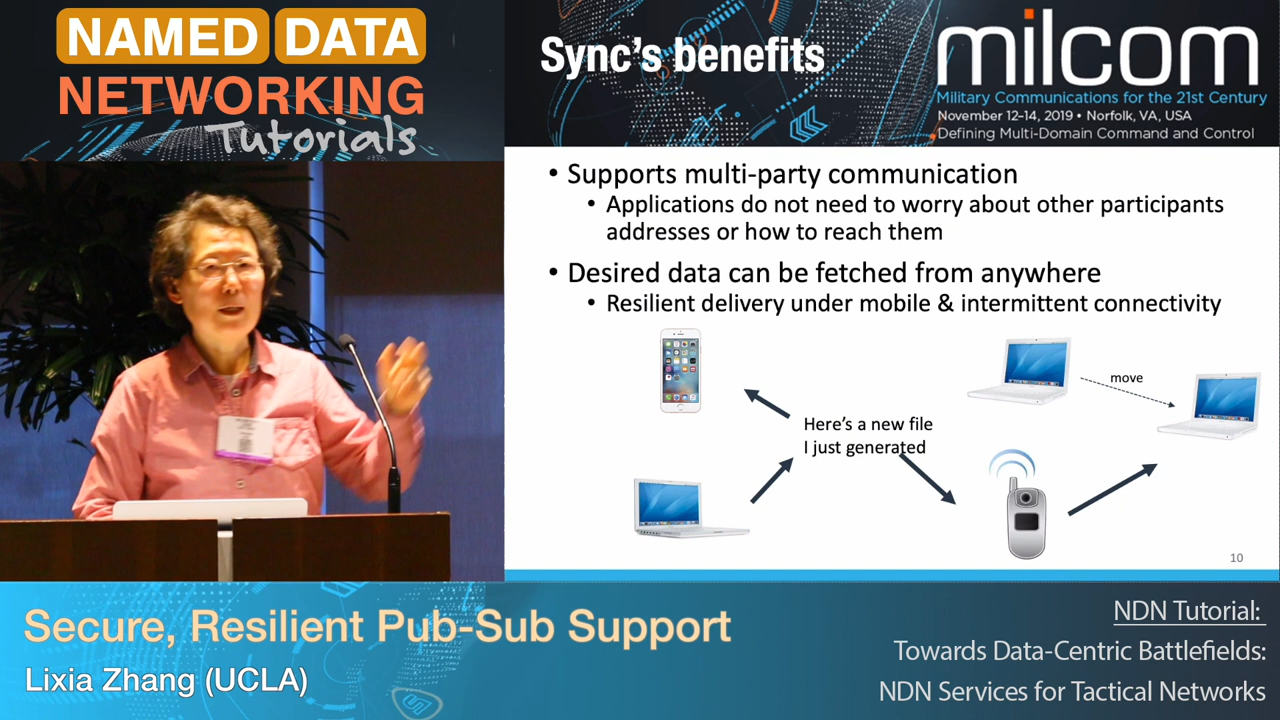 NAMED DATA
NETWORKING
Tutorials
Sync's benefits
milcom
Military Communications for the 21st Century
November 12-14, 2019 • Norfolk, VA, USA
Defining Multi-Domain Command and Control
• Supports multi-party communication
• Applications do not need to worry about other participants
addresses or how to reach them
• Desired data can be fetched from anywhere
• Resilient delivery under mobile & intermittent connectivity
move
Here's a new file
I just generated
10
Secure, Resilient Pub-Sub Support
Lixia Zhang (UCLA)
NDN Tutorial:
Towards Data-Centric Battlefields:
NDN Services for Tactical Networks